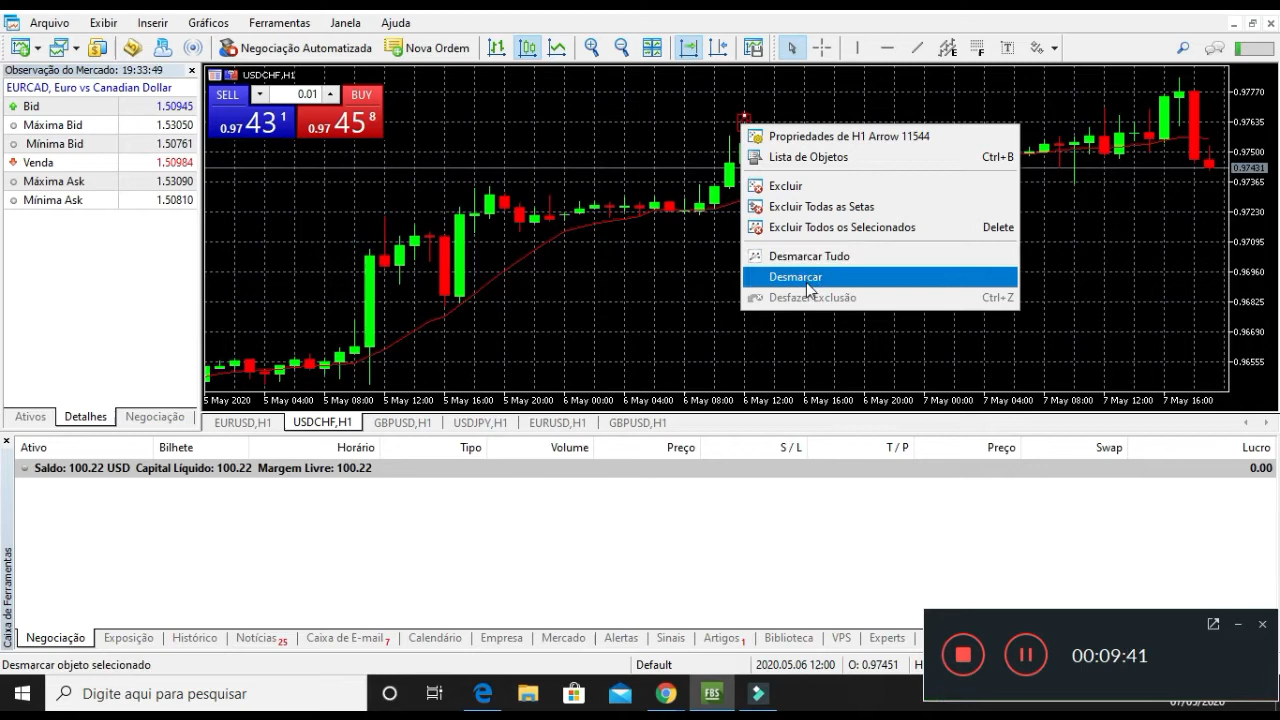 Arquivo Exibir Inserir Gráficos Ferramentas Janela Ajuda
Negociação Automatizada Nova Ordem
Observação do Mercado: 19:33:49
EURCAD, Euro vs Canadian Dollar
Bid 1.50945
Máxima Bid 1.53050
Mínima Bid 1.50761
Venda 1.50984
Máxima Ask 1.53090
Mínima Ask 1.50810
Ativos Detalhes Negociação
USDCHF,H1
SELL 0.01 BUY
0.97 43 1 0.97 45 8
Propriedades de H1 Arrow 11544
Lista de Objetos Ctrl+B
Excluir
Excluir Todas as Setas
Excluir Todos os Selecionados Delete
Desmarcar Tudo
Desmarcar
Desfazer Exclusão Ctrl+Z
0.97770
0.97635
0.97500
0.97431
0.97365
0.97230
0.97095
0.96960
0.96825
0.96690
0.96555
5 May 2020 5 May 04:00 5 May 08:00 5 May 12:00 5 May 16:00 5 May 20:00 6 May 00:00 6 May 04:00 6 May 08:00 6 May 12:00 6 May 16:00 6 May 20:00 7 May 00:00 7 May 04:00 7 May 08:00 7 May 12:00 7 May 16:00
EURUSD,H1 USDCHF,H1 GBPUSD,H1 USDJPY,H1 EURUSD,H1 GBPUSD,H1
Ativo Bilhete Horário Tipo Volume Preço S / L T / P Preço Swap Lucro
Saldo: 100.22 USD Capital Líquido: 100.22 Margem Livre: 100.22 0.00
Caixa de Ferramentas
Negociação Exposição Histórico Notícias 25 Caixa de E-mail 7 Calendário Empresa Mercado Alertas Sinais Artigos 1 Biblioteca VPS Experts
00:09:41
Desmarcar objeto selecionado Default 2020.05.06 12:00 O: 0.97451 H
Digite aqui para pesquisar FBS